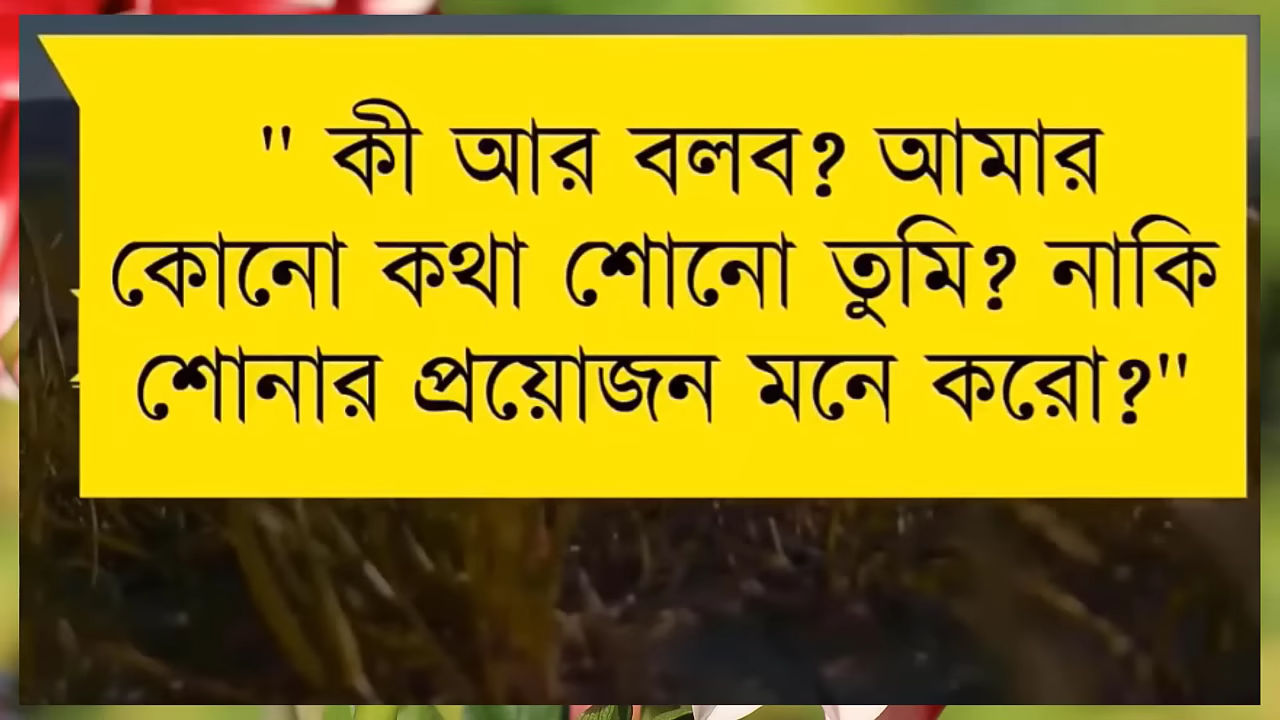 " কী আর বলব? আমার
কোনো কথা শোনো তুমি? নাকি
শোনার প্রয়োজন মনে করো?"